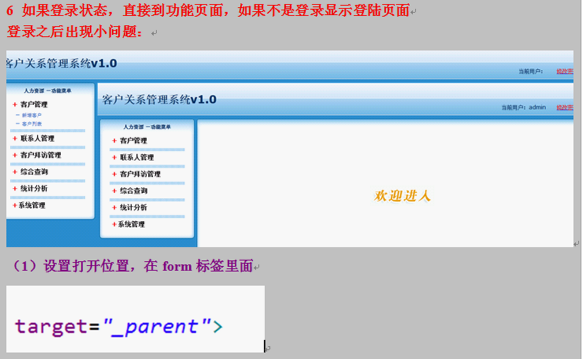 6 如果登录状态，直接到功能页面，如果不是登录显示登陆页面
登录之后出现小问题：
客户关系管理系统v1.0
当前用户：
人力资源 －功能菜单
+ 客户管理
－ 新增客户
－ 客户列表
+ 联系人管理
+ 客户拜访管理
+ 综合查询
+ 统计分析
+系统管理
客户关系管理系统v1.0
当前用户： admin
人力资源 －功能菜单
+ 客户管理
+ 联系人管理
+ 客户拜访管理
+ 综合查询
+ 统计分析
+系统管理
欢迎进入
（1）设置打开位置，在 form 标签里面
target="_parent">